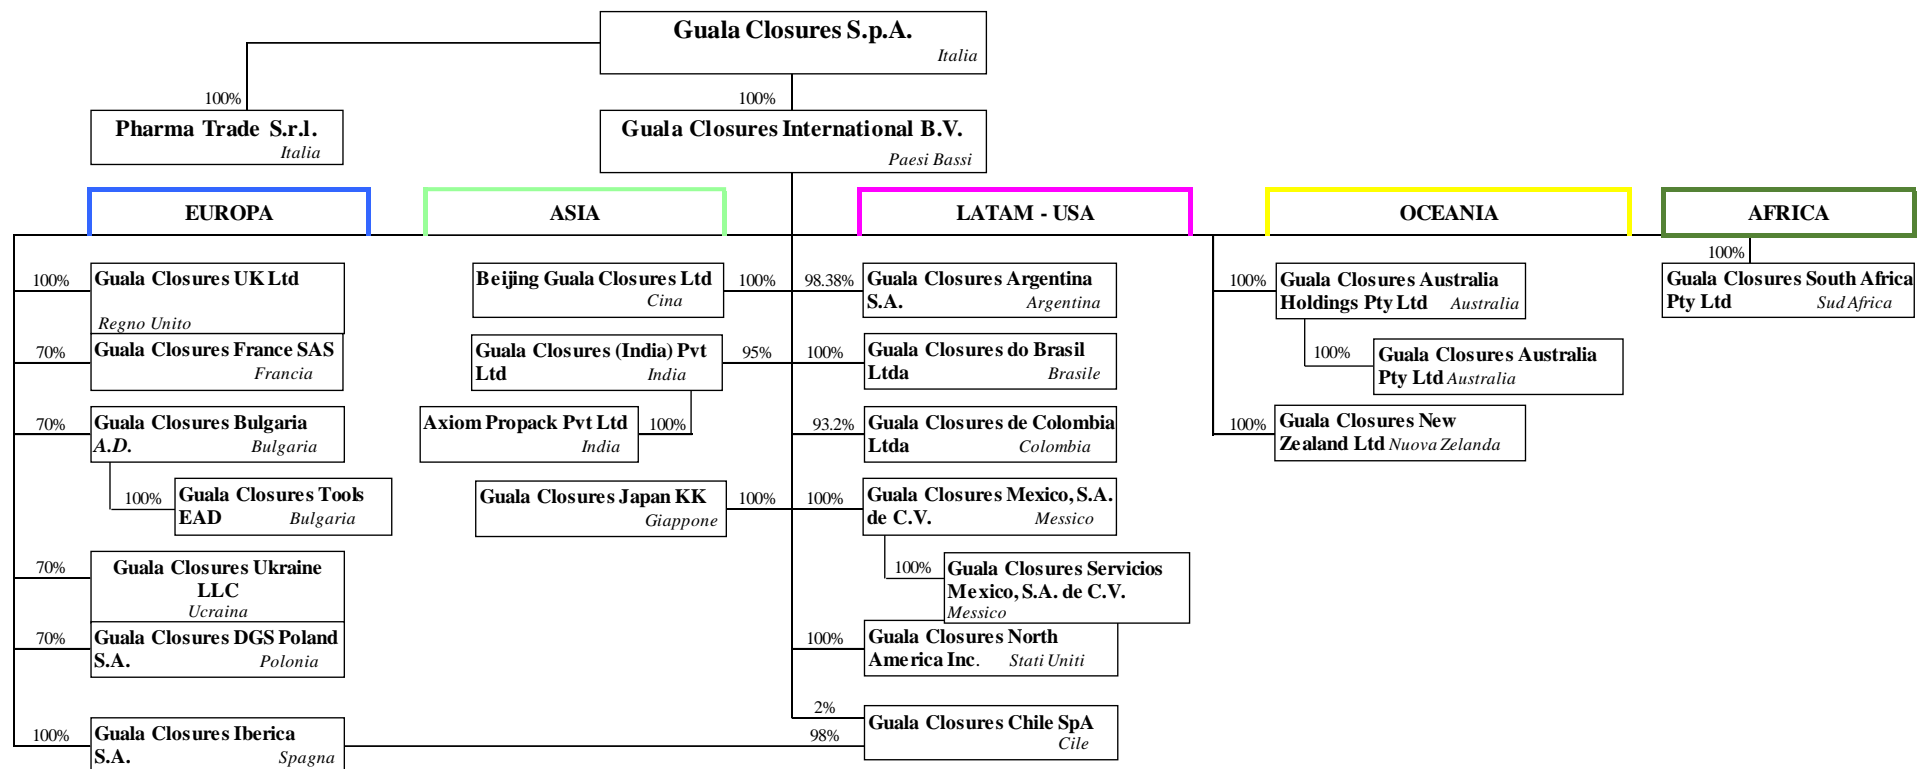 Guala Closures S.p.A.
Italia
100%
100%
Pharma Trade S.r.l.
Italia
Guala Closures International B.V.
Paesi Bassi
EUROPA
ASIA
LATAM - USA
OCEANIA
AFRICA
100%
Guala Closures UK Ltd
Regno Unito
70%
Guala Closures France SAS
Francia
70%
Guala Closures Bulgaria
A.D. Bulgaria
100%
Guala Closures Tools
EAD Bulgaria
70%
Guala Closures Ukraine
LLC
Ucraina
70%
Guala Closures DGS Poland
S.A. Polonia
100%
Guala Closures Iberica
S.A. Spagna
Beijing Guala Closures Ltd
Cina
100%
Guala Closures (India) Pvt
Ltd India
95%
Axiom Propack Pvt Ltd
India
100%
Guala Closures Japan KK
Giappone
100%
98.38%
Guala Closures Argentina
S.A. Argentina
100%
Guala Closures do Brasil
Ltda Brasile
93.2%
Guala Closures de Colombia
Ltda Colombia
100%
Guala Closures Mexico, S.A.
de C.V. Messico
100%
Guala Closures Servicios
Mexico, S.A. de C.V.
Messico
100%
Guala Closures North
America Inc. Stati Uniti
2%
98%
Guala Closures Chile SpA
Cile
100%
Guala Closures Australia
Holdings Pty Ltd Australia
100%
Guala Closures Australia
Pty Ltd Australia
100%
Guala Closures New
Zealand Ltd Nuova Zelanda
100%
Guala Closures South Africa
Pty Ltd Sud Africa